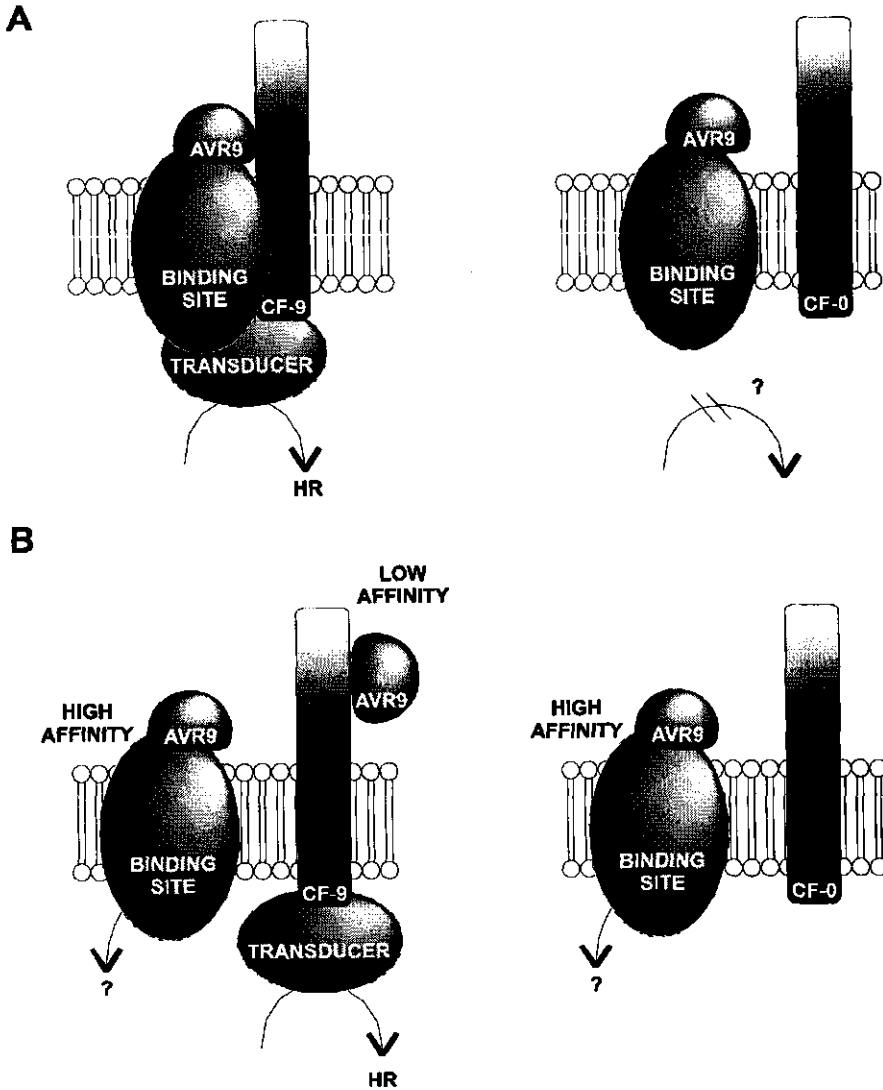 A
AVR9
BINDING
SITE
CF-9
TRANSDUCER
HR
AVR9
BINDING
SITE
CF-0
?
B
LOW
AFFINITY
HIGH
AFFINITY
AVR9
AVR9
BINDING
SITE
CF-9
TRANSDUCER
?
HR
HIGH
AFFINITY
AVR9
BINDING
SITE
CF-0
?